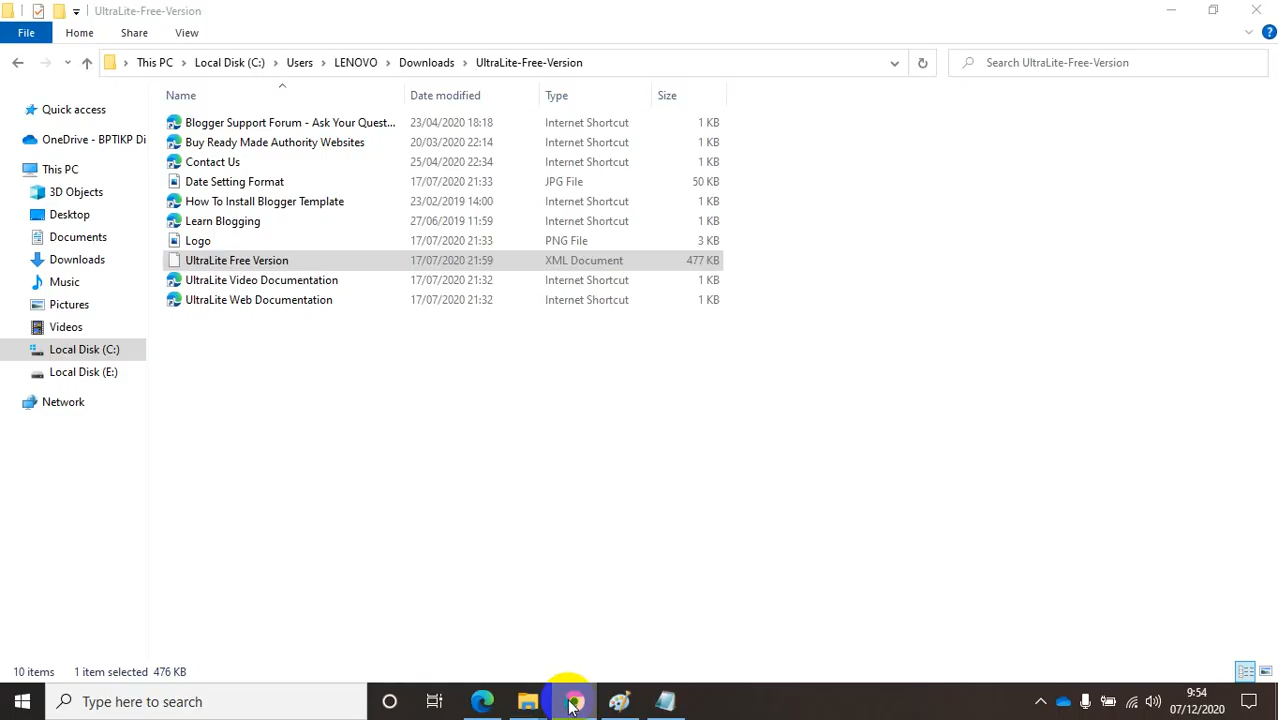 UltraLite-Free-Version
File Home Share View
This PC Local Disk (C:) Users LENOVO Downloads UltraLite-Free-Version Search UltraLite-Free-Version
Name Date modified Type Size
Quick access
OneDrive - BPTIKP Di
This PC
3D Objects
Desktop
Documents
Downloads
Music
Pictures
Videos
Local Disk (C:)
Local Disk (E:)
Network
Blogger Support Forum - Ask Your Quest... 23/04/2020 18:18 Internet Shortcut 1 KB
Buy Ready Made Authority Websites 20/03/2020 22:14 Internet Shortcut 1 KB
Contact Us 25/04/2020 22:34 Internet Shortcut 1 KB
Date Setting Format 17/07/2020 21:33 JPG File 50 KB
How To Install Blogger Template 23/02/2019 14:00 Internet Shortcut 1 KB
Learn Blogging 27/06/2019 11:59 Internet Shortcut 1 KB
Logo 17/07/2020 21:33 PNG File 3 KB
UltraLite Free Version 17/07/2020 21:59 XML Document 477 KB
UltraLite Video Documentation 17/07/2020 21:32 Internet Shortcut 1 KB
UltraLite Web Documentation 17/07/2020 21:32 Internet Shortcut 1 KB
10 items 1 item selected 476 KB
Type here to search
9:54
07/12/2020